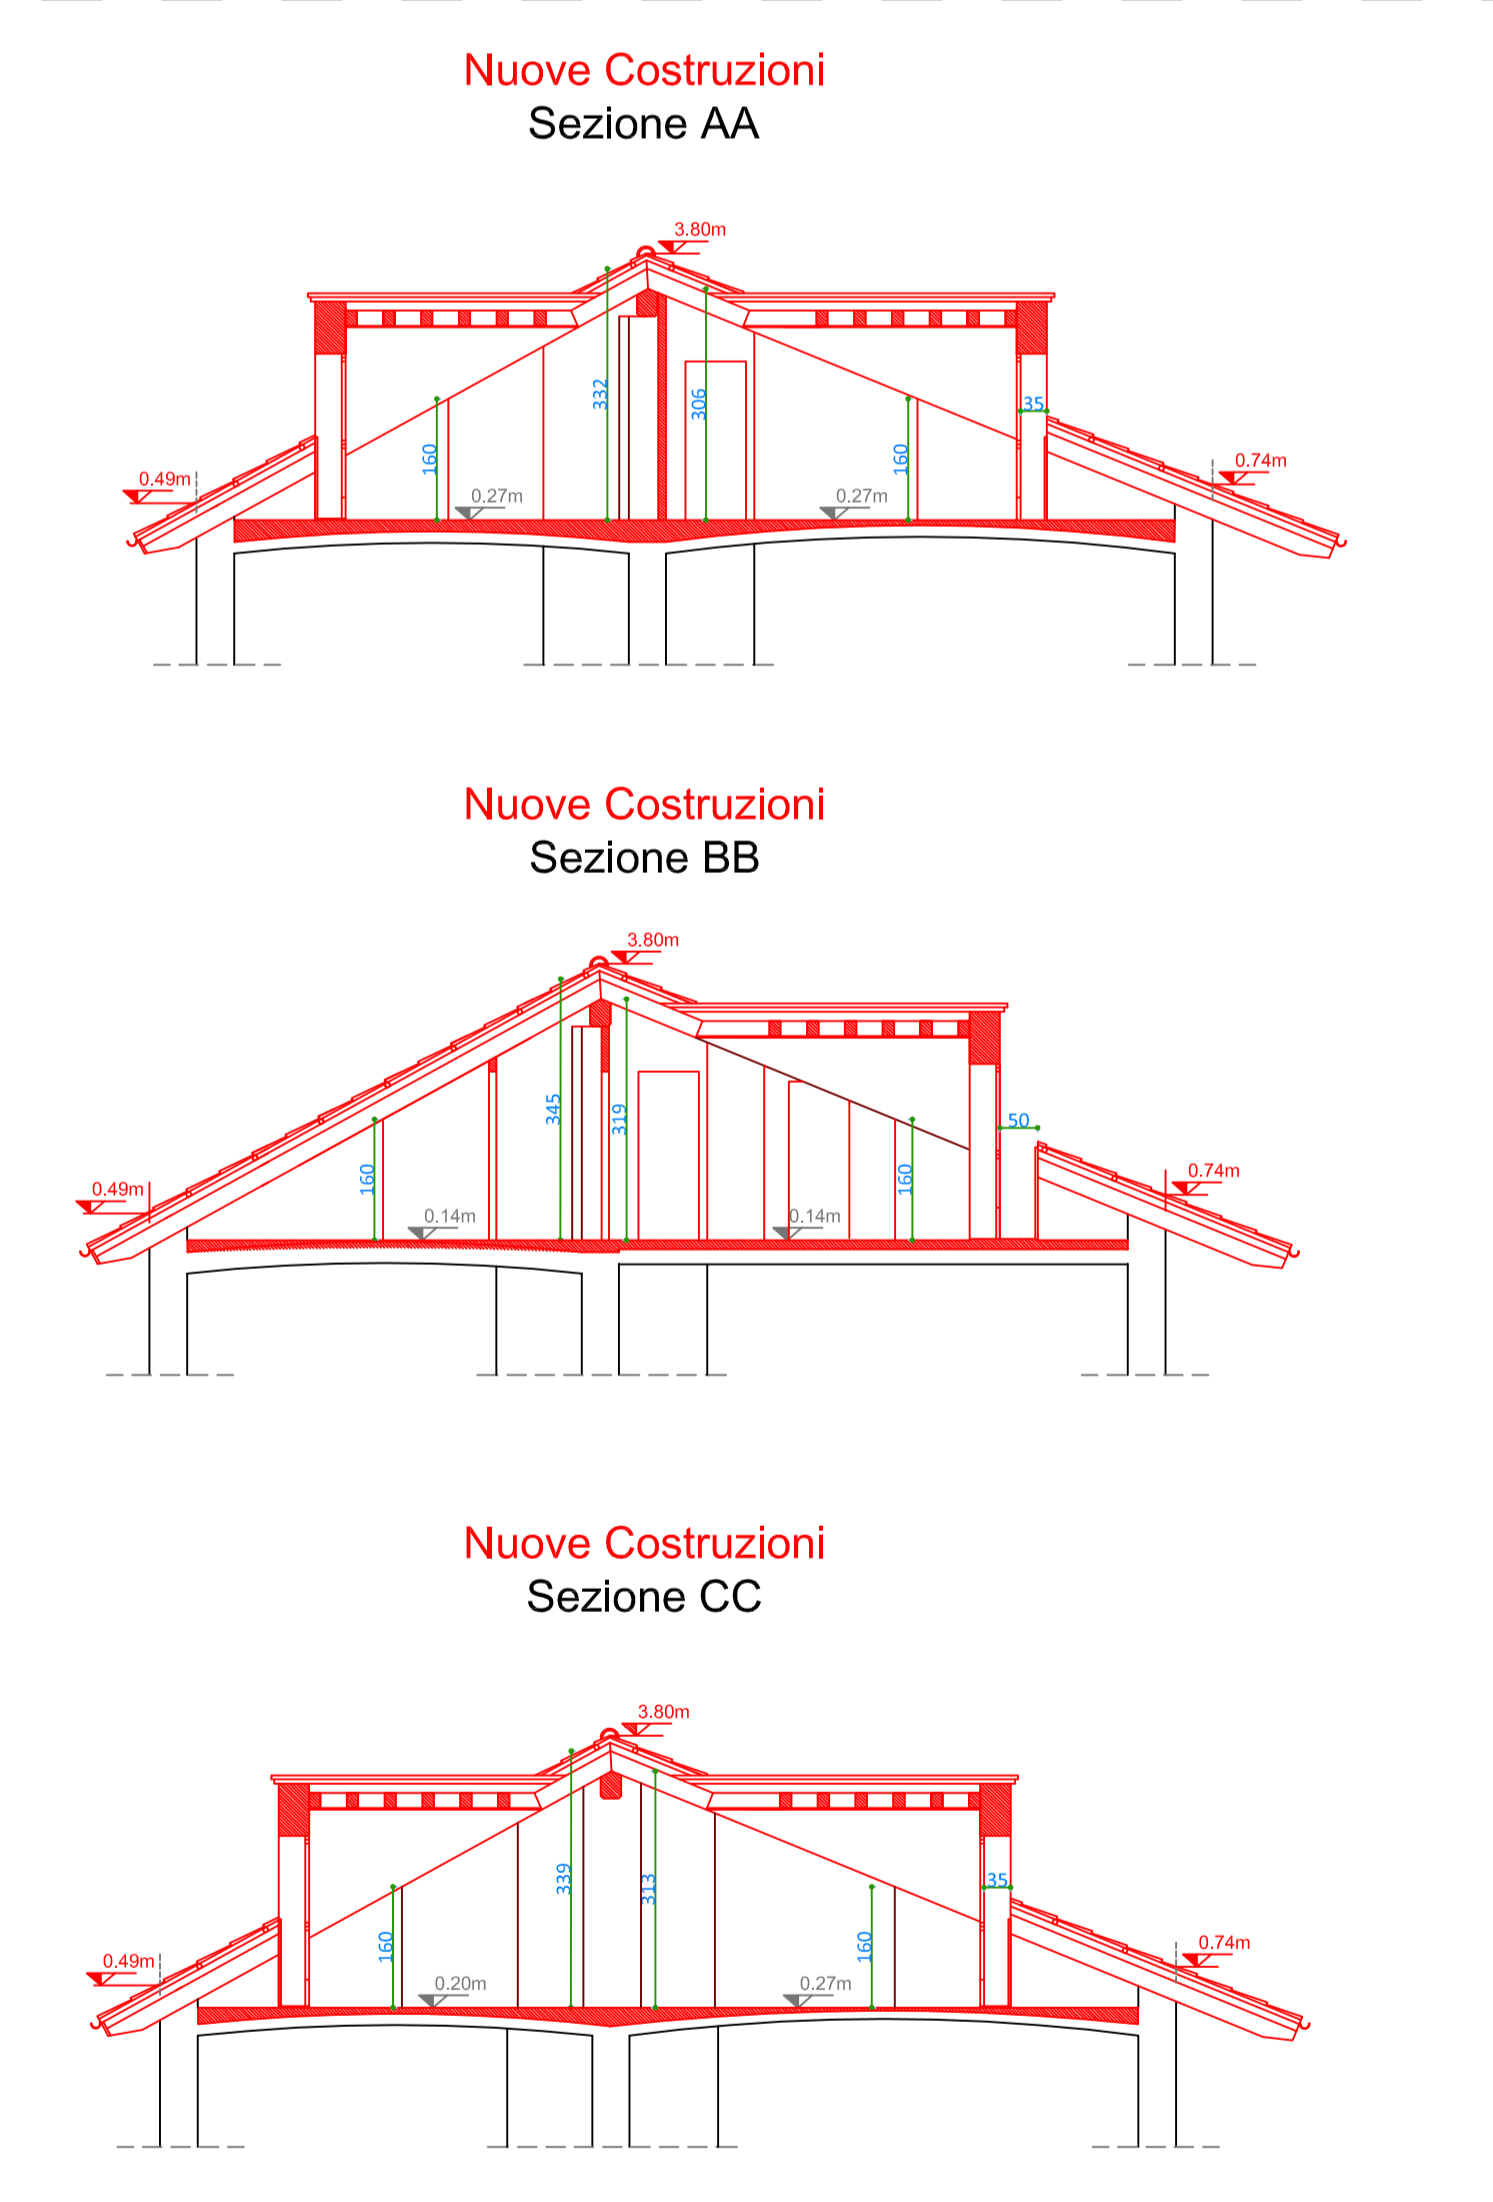 Nuove Costruzioni
Sezione AA
3.80m
332
306
35
160
160
0.49m
0.74m
0.27m
0.27m
Nuove Costruzioni
Sezione BB
3.80m
345
319
50
160
160
0.49m
0.74m
0.14m
0.14m
Nuove Costruzioni
Sezione CC
3.80m
339
313
35
160
160
0.49m
0.74m
0.20m
0.27m